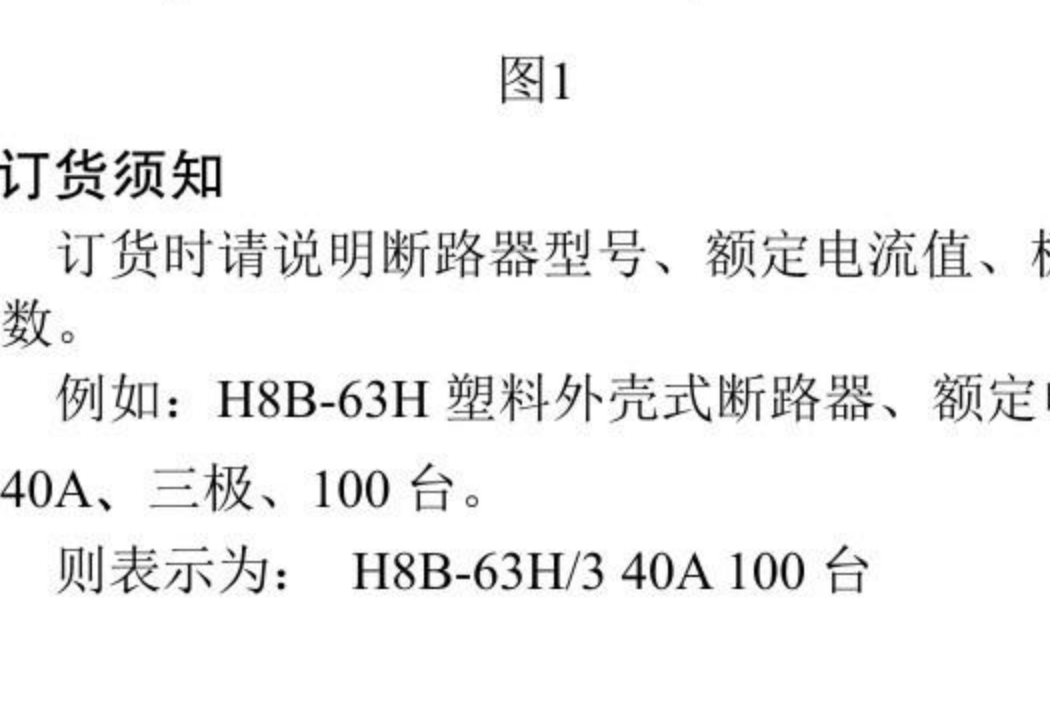 图1
订货须知
订货时请说明断路器型号、额定电流值、
数。
例如：H8B-63H 塑料外壳式断路器、额定
40A、三极、100 台。
则表示为： H8B-63H/3 40A 100 台